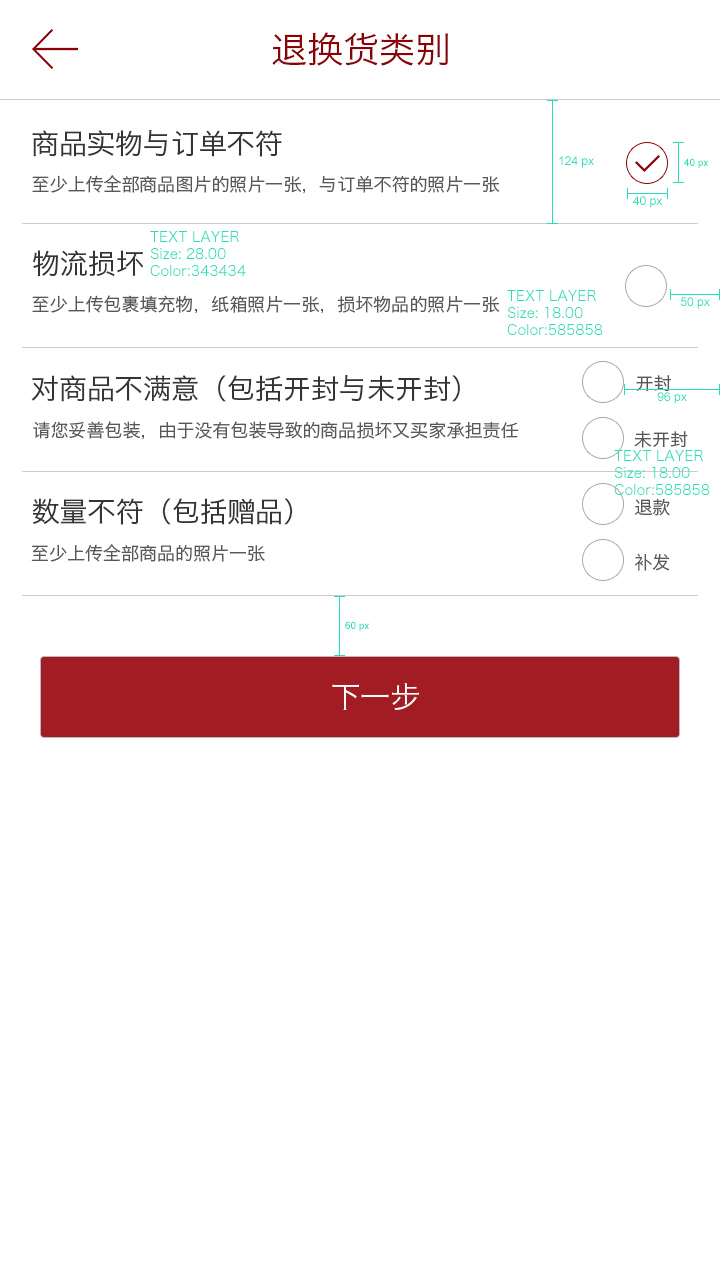 退换货类别
商品实物与订单不符
124 px
40 px
至少上传全部商品图片的照片一张，与订单不符的照片一张
40 px
TEXT LAYER
Size: 28.00
Color:343434
物流损坏
至少上传包裹填充物，纸箱照片一张，损坏物品的照片一张
TEXT LAYER
Size: 18.00
Color:585858
50 px
对商品不满意（包括开封与未开封）
开封
96 px
请您妥善包装，由于没有包装导致的商品损坏又买家承担责任
未开封
TEXT LAYER
Size: 18.00
Color:585858
数量不符（包括赠品）
退款
至少上传全部商品的照片一张
补发
60 px
下一步